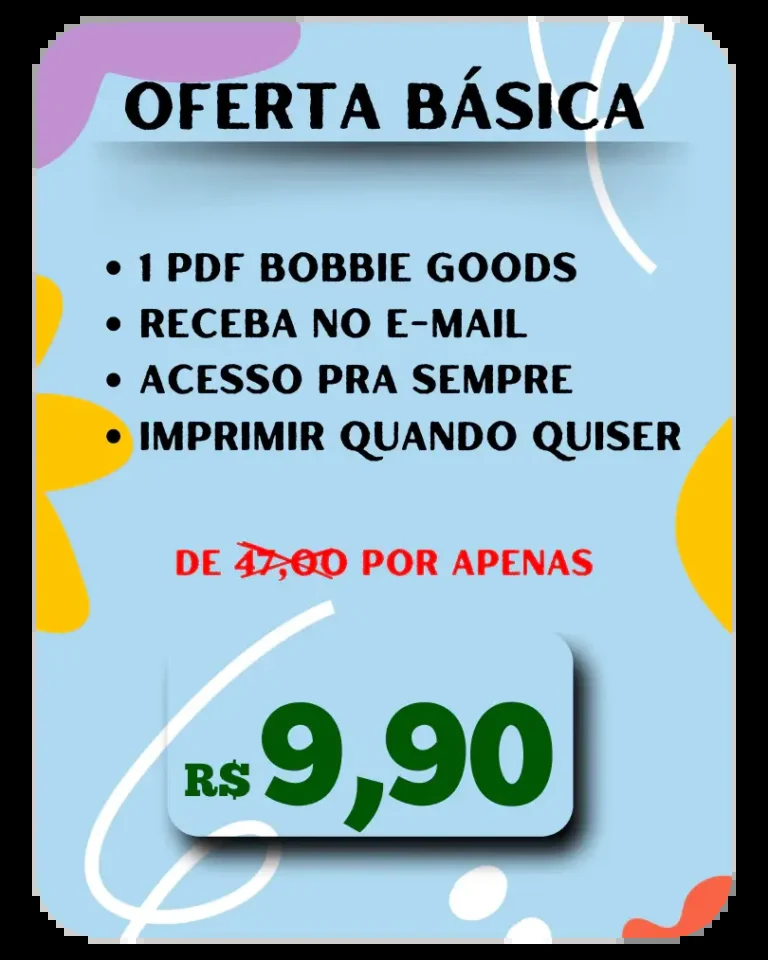 OFERTA BÁSICA
• 1 PDF BOBBIE GOODS
• RECEBA NO E-MAIL
• ACESSO PRA SEMPRE
• IMPRIMIR QUANDO QUISER
DE 47,00 POR APENAS
R$ 9,90